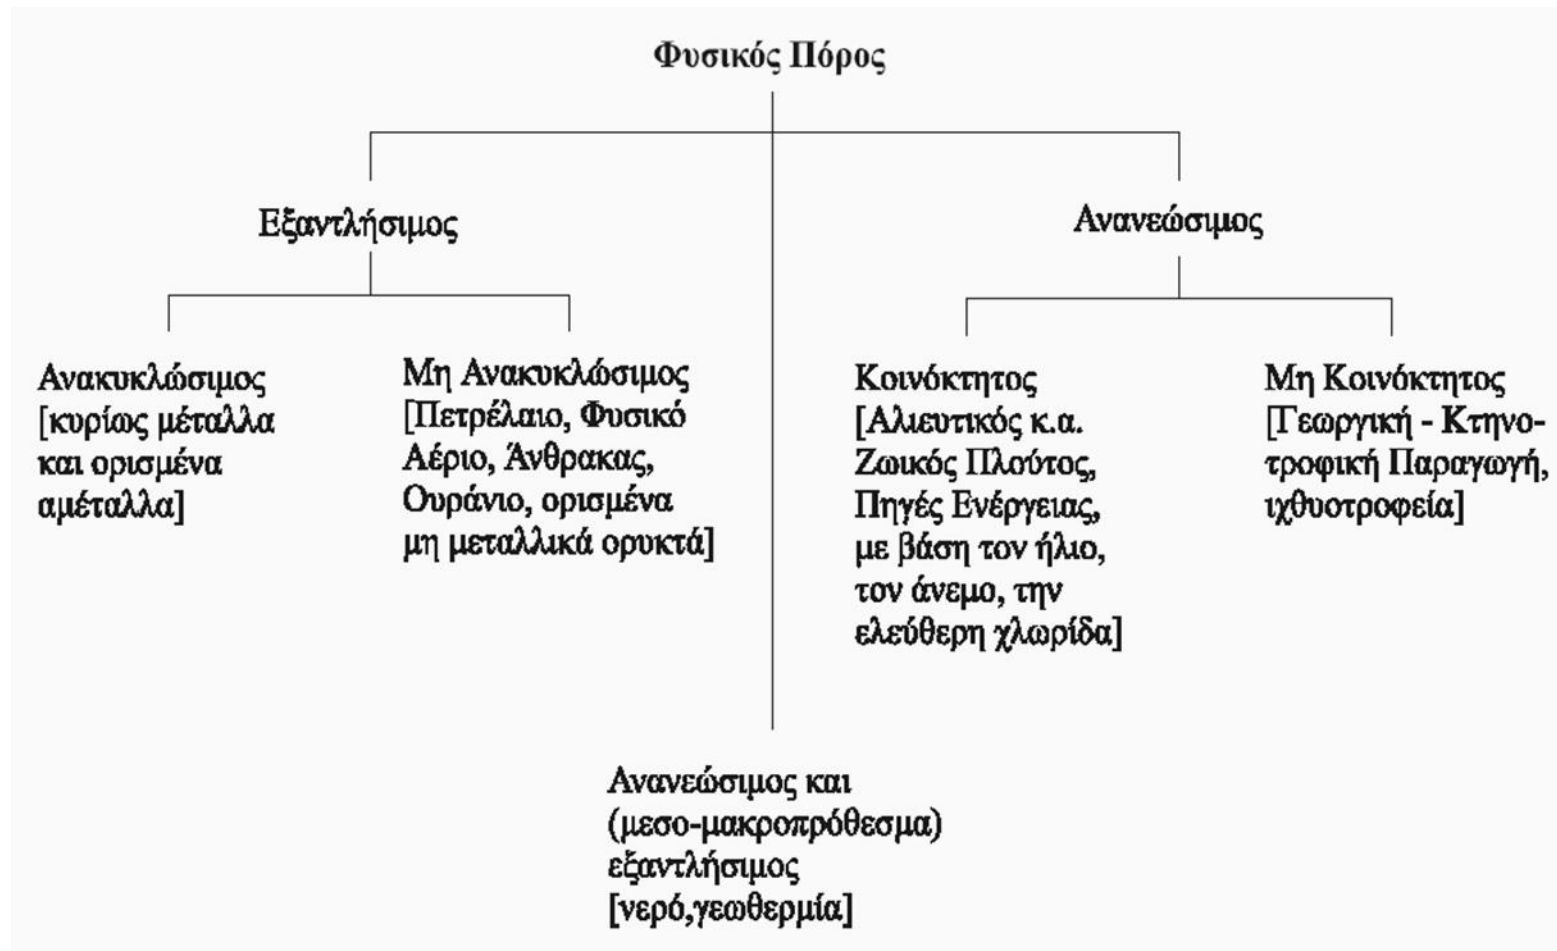 Φυσικός Πόρος
Εξαντλήσιμος
Ανανεώσιμος
Ανακυκλώσιμος
[κυρίως μέταλλα
και ορισμένα
αμέταλλα]
Μη Ανακυκλώσιμος
[Πετρέλαιο, Φυσικό
Αέριο, Άνθρακας,
Ουράνιο, ορισμένα
μη μεταλλικά ορυκτά]
Κοινόκτητος
[Αλιευτικός κ.α.
Ζωικός Πλούτος,
Πηγές Ενέργειας,
με βάση τον ήλιο,
τον άνεμο, την
ελεύθερη χλωρίδα]
Μη Κοινόκτητος
[Γεωργική - Κτηνο-
τροφική Παραγωγή,
ιχθυοτροφεία]
Ανανεώσιμος και
(μεσο-μακροπρόθεσμα)
εξαντλήσιμος
[νερό,γεωθερμία]